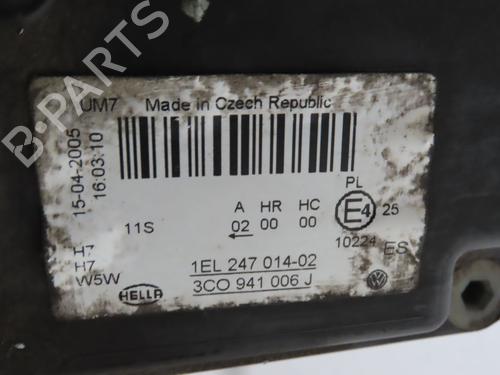 B-PARTS
UM7 Made in Czech Republic
15-04-2005
16:03:10
11S
A HR HC
02 00 00
PL
E4 25
10224 ES
H7
H7
W5W
HELLA
1EL 247 014-02
3CO 941 006 J